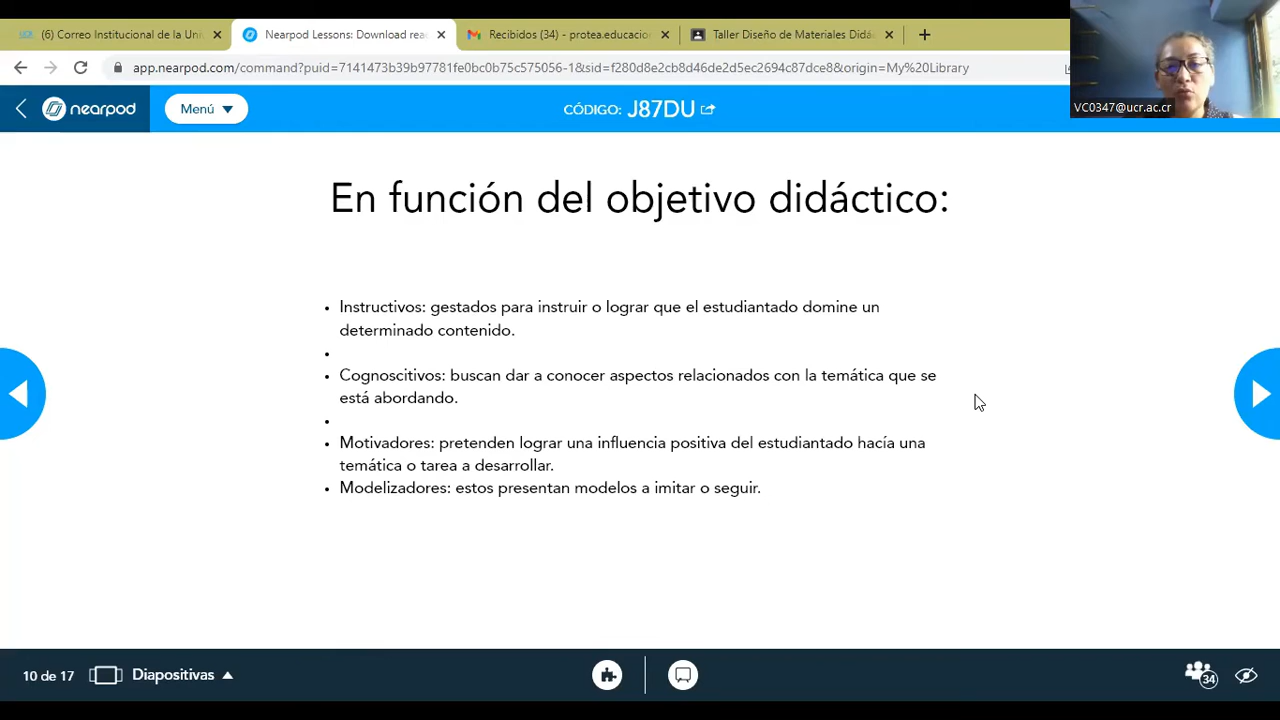 (6) Correo Institucional de la Uni
Nearpod Lessons: Download rea
Recibidos (34) - protea.educacion
Taller Diseño de Materiales Didá
app.nearpod.com/command?puid=7141473b39b97781fe0bc0b75c575056-1&sid=f280d8e2cb8d46de2d5ec2694c87dce8&origin=My%20Library
VC0347@ucr.ac.cr
nearpod
Menú
CÓDIGO: J87DU
En función del objetivo didáctico:
• Instructivos: gestados para instruir o lograr que el estudiantado domine un
determinado contenido.
•
• Cognoscitivos: buscan dar a conocer aspectos relacionados con la temática que se
está abordando.
•
• Motivadores: pretenden lograr una influencia positiva del estudiantado hacía una
temática o tarea a desarrollar.
• Modelizadores: estos presentan modelos a imitar o seguir.
10 de 17
Diapositivas
34